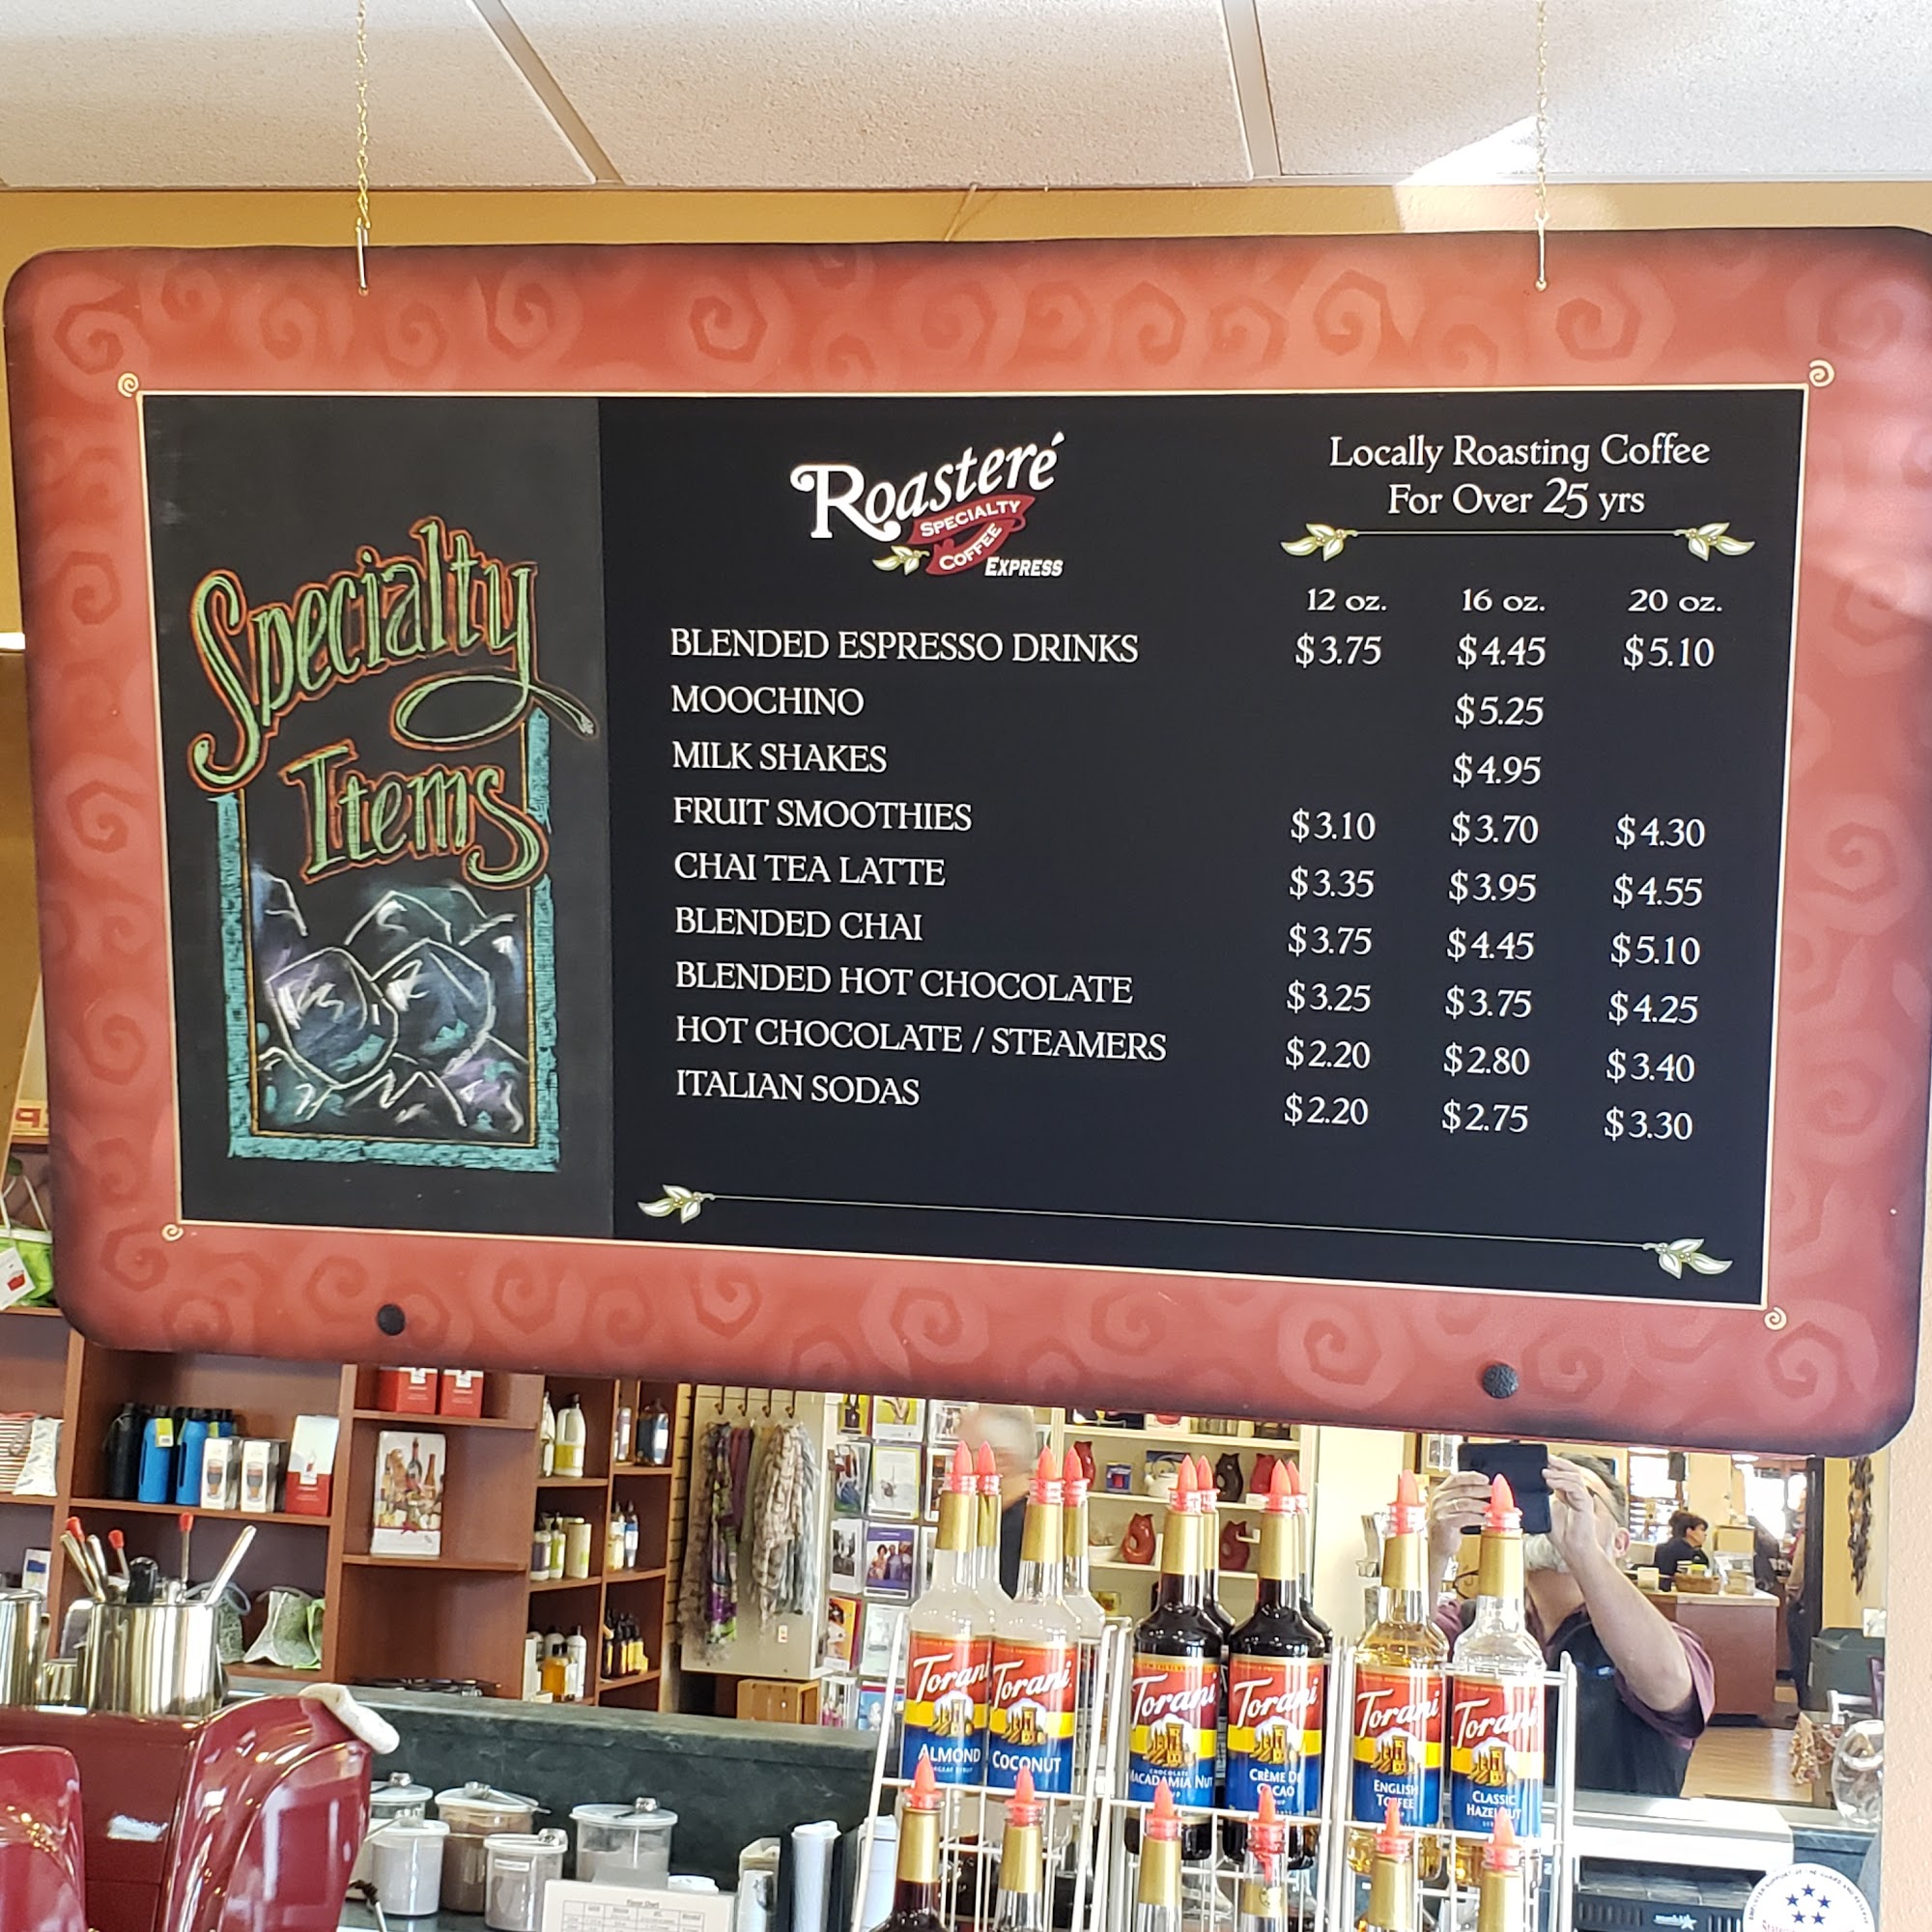 Specialty
Items
Roasteré
SPECIALTY
COFFEE
EXPRESS
Locally Roasting Coffee
For Over 25 yrs
12 oz. 16 oz. 20 oz.
BLENDED ESPRESSO DRINKS $3.75 $4.45 $5.10
MOOCHINO $5.25
MILK SHAKES $4.95
FRUIT SMOOTHIES $3.10 $3.70 $4.30
CHAI TEA LATTE $3.35 $3.95 $4.55
BLENDED CHAI $3.75 $4.45 $5.10
BLENDED HOT CHOCOLATE $3.25 $3.75 $4.25
HOT CHOCOLATE / STEAMERS $2.20 $2.80 $3.40
ITALIAN SODAS $2.20 $2.75 $3.30
Torani
ALMOND
Torani
COCONUT
Torani
CHOCOLATE
MACADAMIA NUT
Torani
CRÈME DE
CACAO
Torani
ENGLISH
TOFFEE
Torani
CLASSIC
HAZELNUT